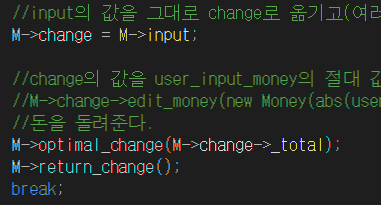 //input의 값을 그대로 change로 옮기고(여러
M->change = M->input;
//change의 값을 user_input_money의 절대 값
//M->change->edit_money(new Money(abs(use
//돈을 돌려준다.
M->optimal_change(M->change->_total);
M->return_change();
break;